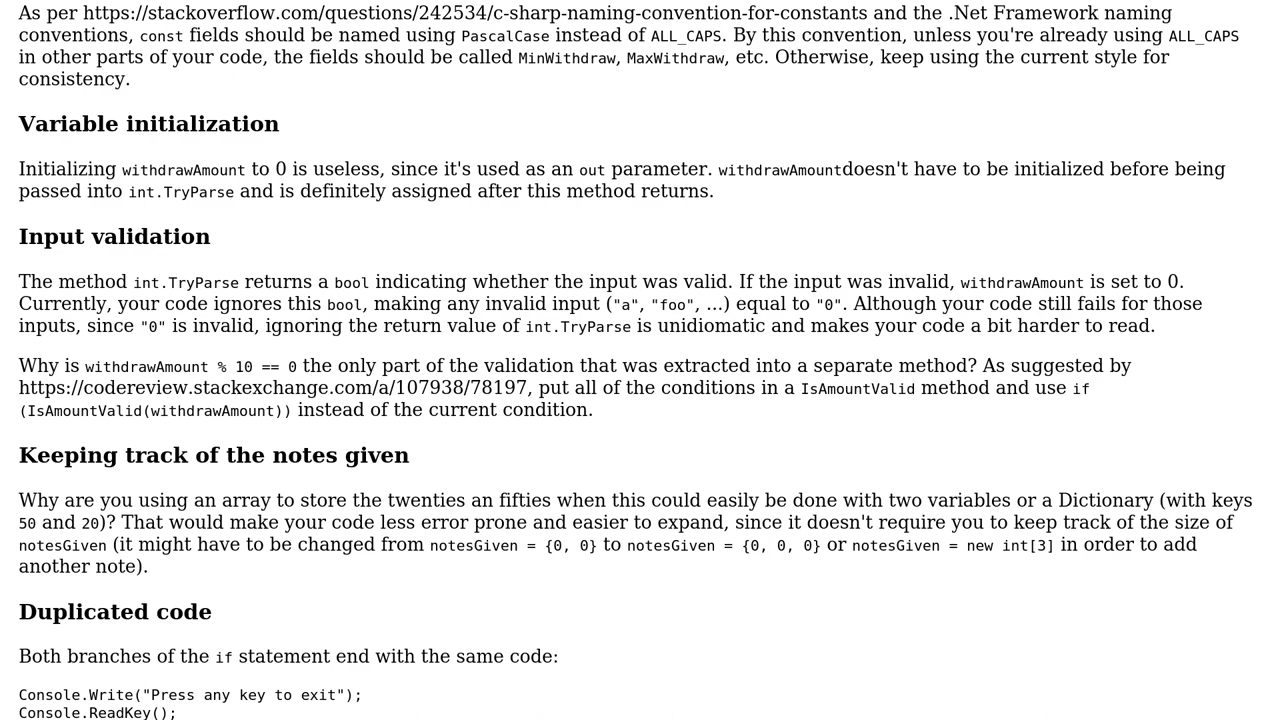 As per https://stackoverflow.com/questions/242534/c-sharp-naming-convention-for-constants and the .Net Framework naming
conventions, const fields should be named using PascalCase instead of ALL_CAPS. By this convention, unless you're already using ALL_CAPS
in other parts of your code, the fields should be called MinWithdraw, MaxWithdraw, etc. Otherwise, keep using the current style for
consistency.
Variable initialization
Initializing withdrawAmount to 0 is useless, since it's used as an out parameter. withdrawAmountdoesn't have to be initialized before being
passed into int.TryParse and is definitely assigned after this method returns.
Input validation
The method int.TryParse returns a bool indicating whether the input was valid. If the input was invalid, withdrawAmount is set to 0.
Currently, your code ignores this bool, making any invalid input ("a", "foo", ...) equal to "0". Although your code still fails for those
inputs, since "0" is invalid, ignoring the return value of int.TryParse is unidiomatic and makes your code a bit harder to read.
Why is withdrawAmount % 10 == 0 the only part of the validation that was extracted into a separate method? As suggested by
https://codereview.stackexchange.com/a/107938/78197, put all of the conditions in a IsAmountValid method and use if
(IsAmountValid(withdrawAmount)) instead of the current condition.
Keeping track of the notes given
Why are you using an array to store the twenties an fifties when this could easily be done with two variables or a Dictionary (with keys
50 and 20)? That would make your code less error prone and easier to expand, since it doesn't require you to keep track of the size of
notesGiven (it might have to be changed from notesGiven = {0, 0} to notesGiven = {0, 0, 0} or notesGiven = new int[3] in order to add
another note).
Duplicated code
Both branches of the if statement end with the same code:
Console.Write("Press any key to exit");
Console.ReadKey();